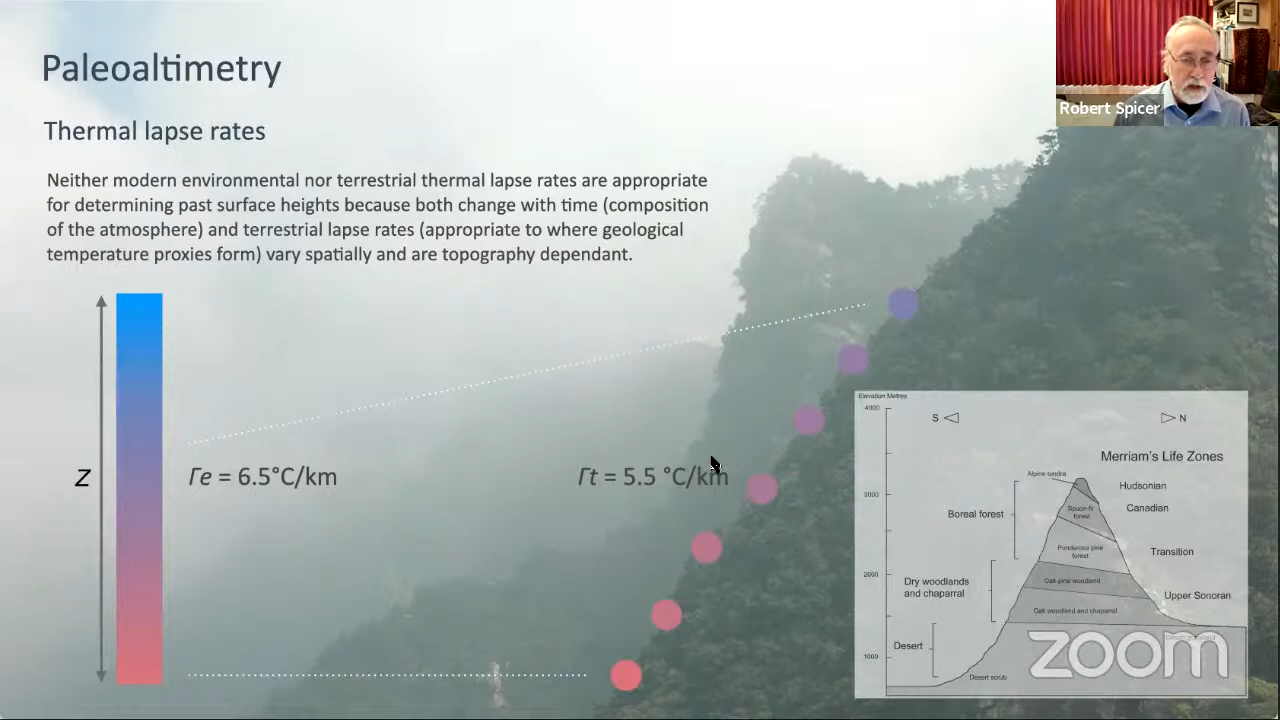 Paleoaltimetry
Robert Spicer
Thermal lapse rates
Neither modern environmental nor terrestrial thermal lapse rates are appropriate
for determining past surface heights because both change with time (composition
of the atmosphere) and terrestrial lapse rates (appropriate to where geological
temperature proxies form) vary spatially and are topography dependant.
Z
Γe = 6.5°C/km
Γt = 5.5 °C/km
Elevation Metres
4000
3000
2000
1000
S
N
Merriam's Life Zones
Alpine tundra
Hudsonian
Spuce-fir
forest
Canadian
Boreal forest
Ponderosa pine
forest
Transition
Dry woodlands
and chaparral
Oak-pine woodland
Upper Sonoran
Oak woodland and chaparral
Desert
Desert grassland
Desert scrub
zoom